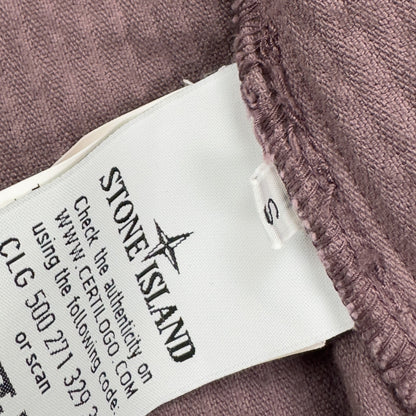 STONE ISLAND
Check the authenticity on
WWW.CERTILOGO.COM
using the following code:
CLG 500 271 329
or scan
S